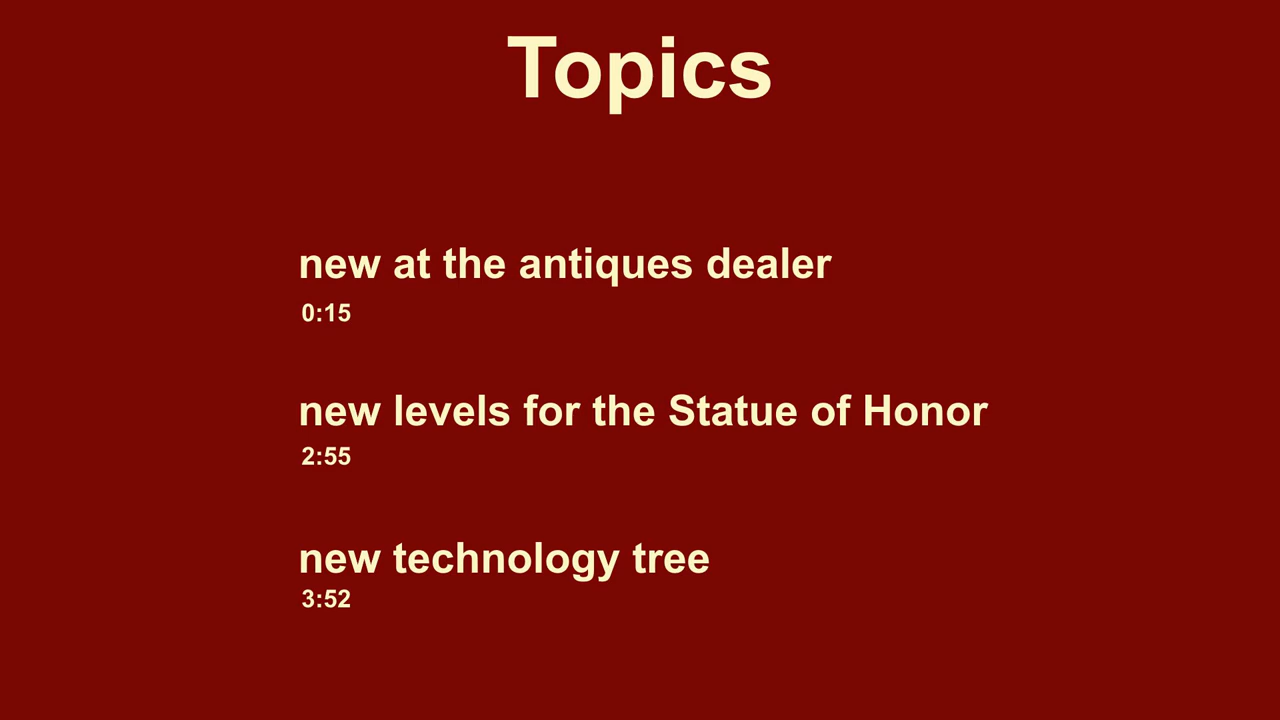 Topics
new at the antiques dealer
0:15
new levels for the Statue of Honor
2:55
new technology tree
3:52